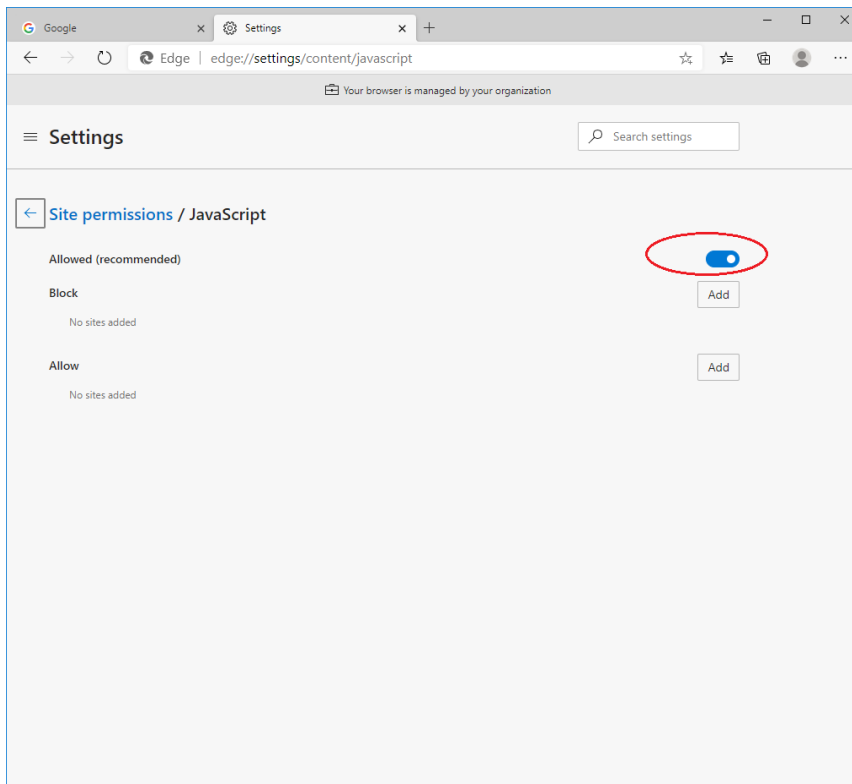 Google
Settings
Edge | edge://settings/content/javascript
Your browser is managed by your organization
Settings
Search settings
Site permissions / JavaScript
Allowed (recommended)
Block
Add
No sites added
Allow
Add
No sites added